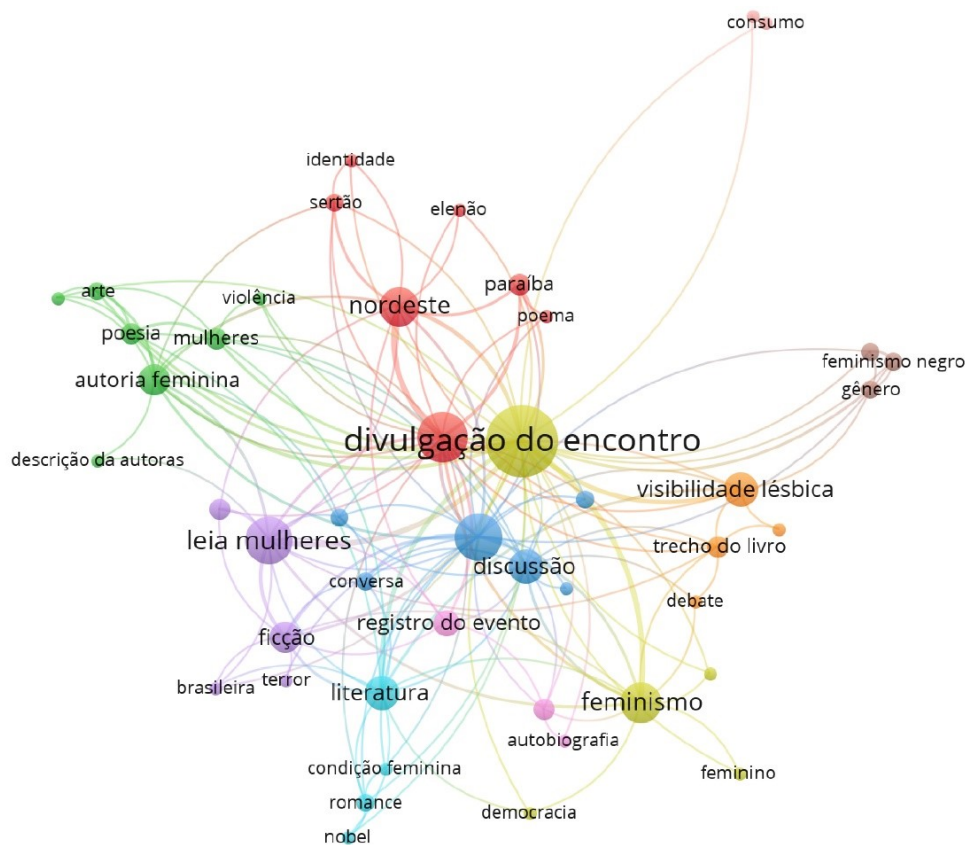 consumo
identidade
sertão
elenão
paraíba
nordeste
poema
arte
violência
poesia
mulheres
autoria feminina
feminismo negro
gênero
divulgação do encontro
descrição da autoras
visibilidade lésbica
leia mulheres
trecho do livro
discussão
conversa
debate
registro do evento
ficção
terror
brasileira
literatura
feminismo
autobiografia
condição feminina
feminino
romance
democracia
nobel